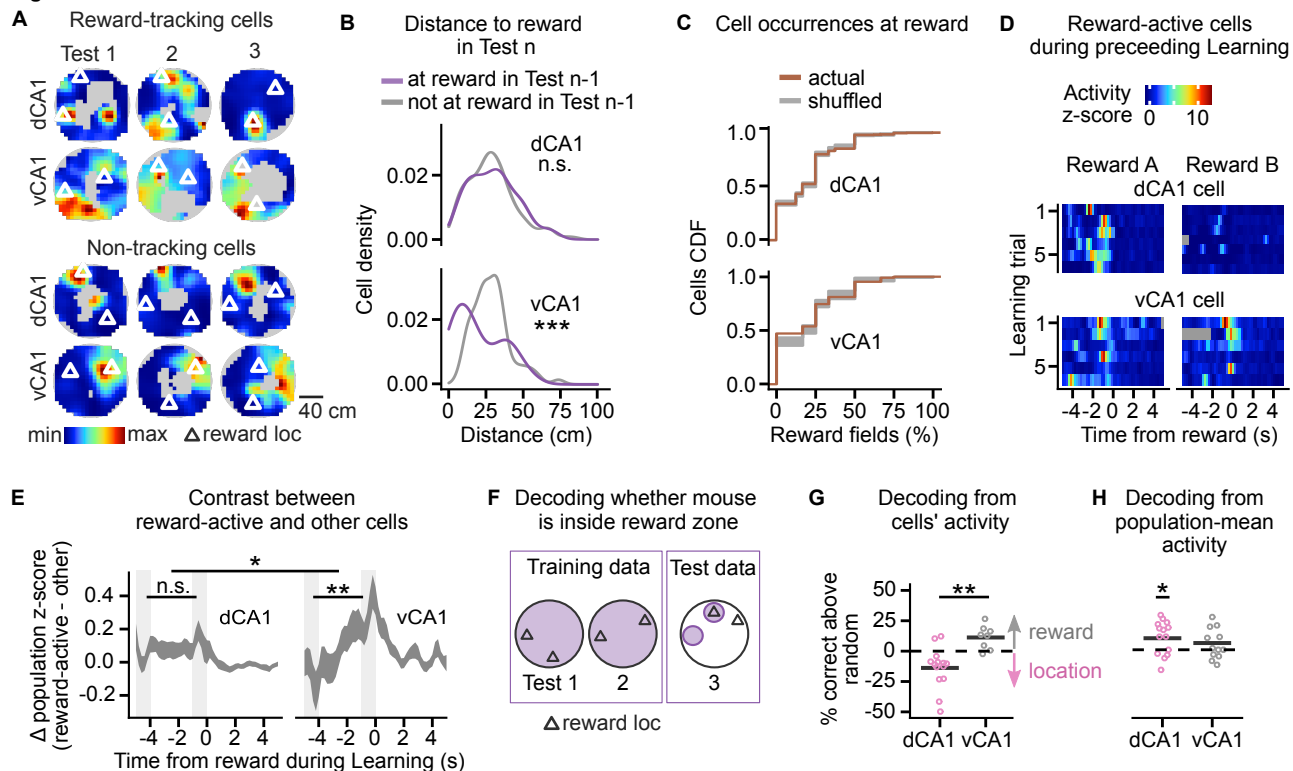 A
Reward-tracking cells
Test 1
2
3
dCA1
vCA1
Non-tracking cells
dCA1
vCA1
40 cm
min
max
reward loc
B
Distance to reward
in Test n
at reward in Test n-1
not at reward in Test n-1
dCA1
n.s.
0.02
0.00
Cell density
vCA1
***
0.02
0.00
0
25
50
75
100
Distance (cm)
C
Cell occurrences at reward
actual
shuffled
1.0
0.5
0.0
dCA1
Cells CDF
1.0
0.5
0.0
vCA1
0
25
50
75
100
Reward fields (%)
D
Reward-active cells
during preceeding Learning
Activity
z-score
0
10
Reward A
Reward B
dCA1 cell
1
5
Learning trial
vCA1 cell
1
5
-4
-2
0
2
4
-4
-2
0
2
4
Time from reward (s)
E
Contrast between
reward-active and other cells
*
n.s.
**
dCA1
vCA1
0.4
0.2
0.0
-0.2
Δ population z-score
(reward-active - other)
-4
-2
0
2
4
-4
-2
0
2
4
Time from reward during Learning (s)
F
Decoding whether mouse
is inside reward zone
Training data
Test data
Test 1
2
3
reward loc
G
Decoding from
cells' activity
**
50
25
0
-25
-50
% correct above
random
reward
location
dCA1
vCA1
H
Decoding from
population-mean
activity
*
dCA1
vCA1